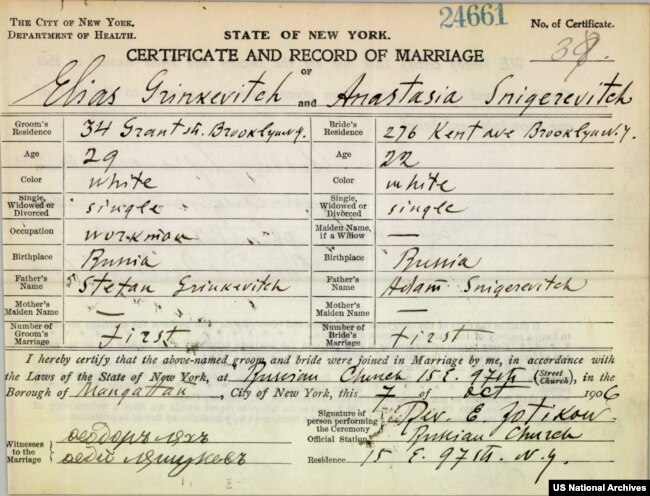 THE CITY OF NEW YORK.
DEPARTMENT OF HEALTH.
STATE OF NEW YORK.
24661
No. of Certificate.
CERTIFICATE AND RECORD OF MARRIAGE
OF
Elias Grinkevitch and Anastasia Snigerevitch
Groom's Residence 34 Grant st. Brooklyn N.Y. Bride's Residence 276 Kent ave Brooklyn N.Y.
Age 29 Age 22
Color white Color white
Single, Widowed or Divorced single Single, Widowed or Divorced single
Occupation workman Maiden Name, if a Widow —
Birthplace Russia Birthplace Russia
Father's Name Stefan Grinkevitch Father's Name Adam Snigerevitch
Mother's Maiden Name — Mother's Maiden Name —
Number of Groom's Marriage first Number of Bride's Marriage first
I hereby certify that the above-named groom and bride were joined in Marriage by me, in accordance with
the Laws of the State of New York, at Russian Church 15 E. 97th (Street Church), in the
Borough of Mangattan, City of New York, this 7 of oct, 1906
Signature of person performing the Ceremony Rev. E. Zotikow.
Official Station Russian Church
Residence 15 E. 97th. N.Y.
Witnesses to the Marriage
US National Archives